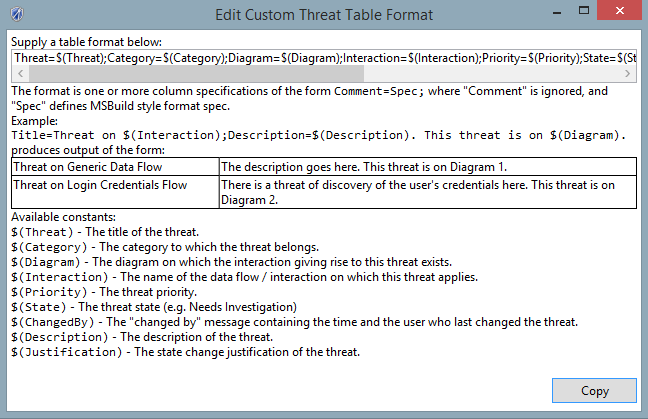 Edit Custom Threat Table Format
Supply a table format below:
Threat=$(Threat);Category=$(Category);Diagram=$(Diagram);Interaction=$(Interaction);Priority=$(Priority);State=$(St
The format is one or more column specifications of the form Comment=Spec; where "Comment" is ignored, and
"Spec" defines MSBuild style format spec.
Example:
Title=Threat on $(Interaction);Description=$(Description). This threat is on $(Diagram).
produces output of the form:
Threat on Generic Data Flow The description goes here. This threat is on Diagram 1.
Threat on Login Credentials Flow There is a threat of discovery of the user's credentials here. This threat is on
Diagram 2.
Available constants:
$(Threat) - The title of the threat.
$(Category) - The category to which the threat belongs.
$(Diagram) - The diagram on which the interaction giving rise to this threat exists.
$(Interaction) - The name of the data flow / interaction on which this threat applies.
$(Priority) - The threat priority.
$(State) - The threat state (e.g. Needs Investigation)
$(ChangedBy) - The "changed by" message containing the time and the user who last changed the threat.
$(Description) - The description of the threat.
$(Justification) - The state change justification of the threat.
Copy